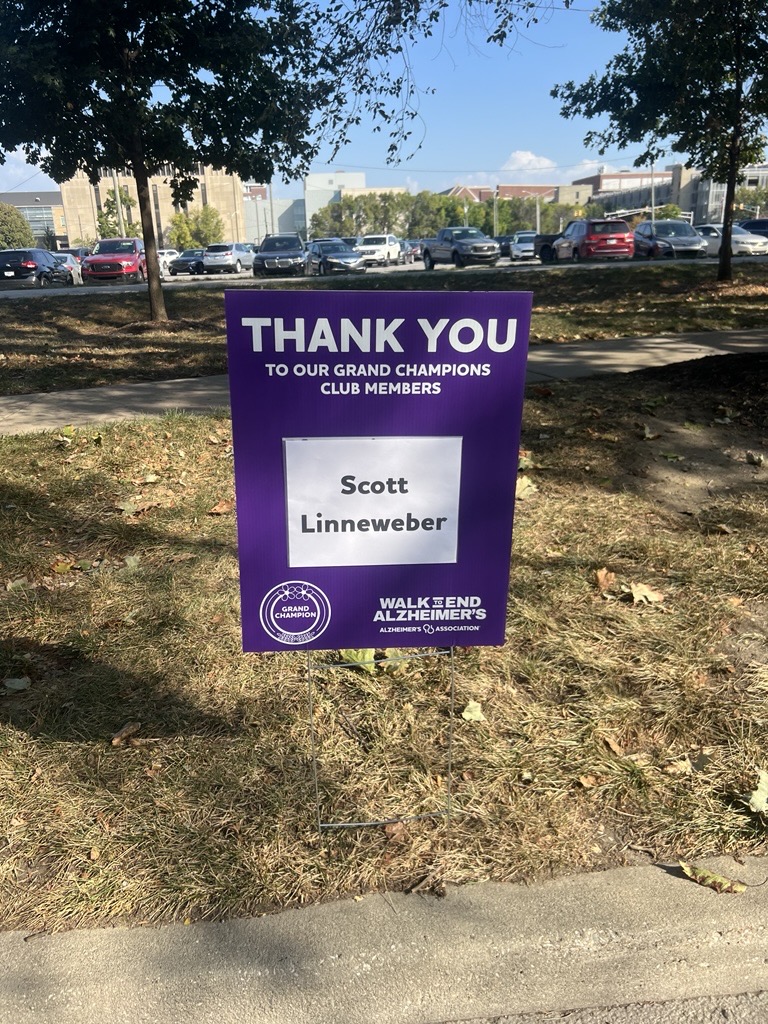 THANK YOU
TO OUR GRAND CHAMPIONS
CLUB MEMBERS
Scott
Linneweber
GRAND
CHAMPION
WALK TO END
ALZHEIMER'S
ALZHEIMER'S ASSOCIATION